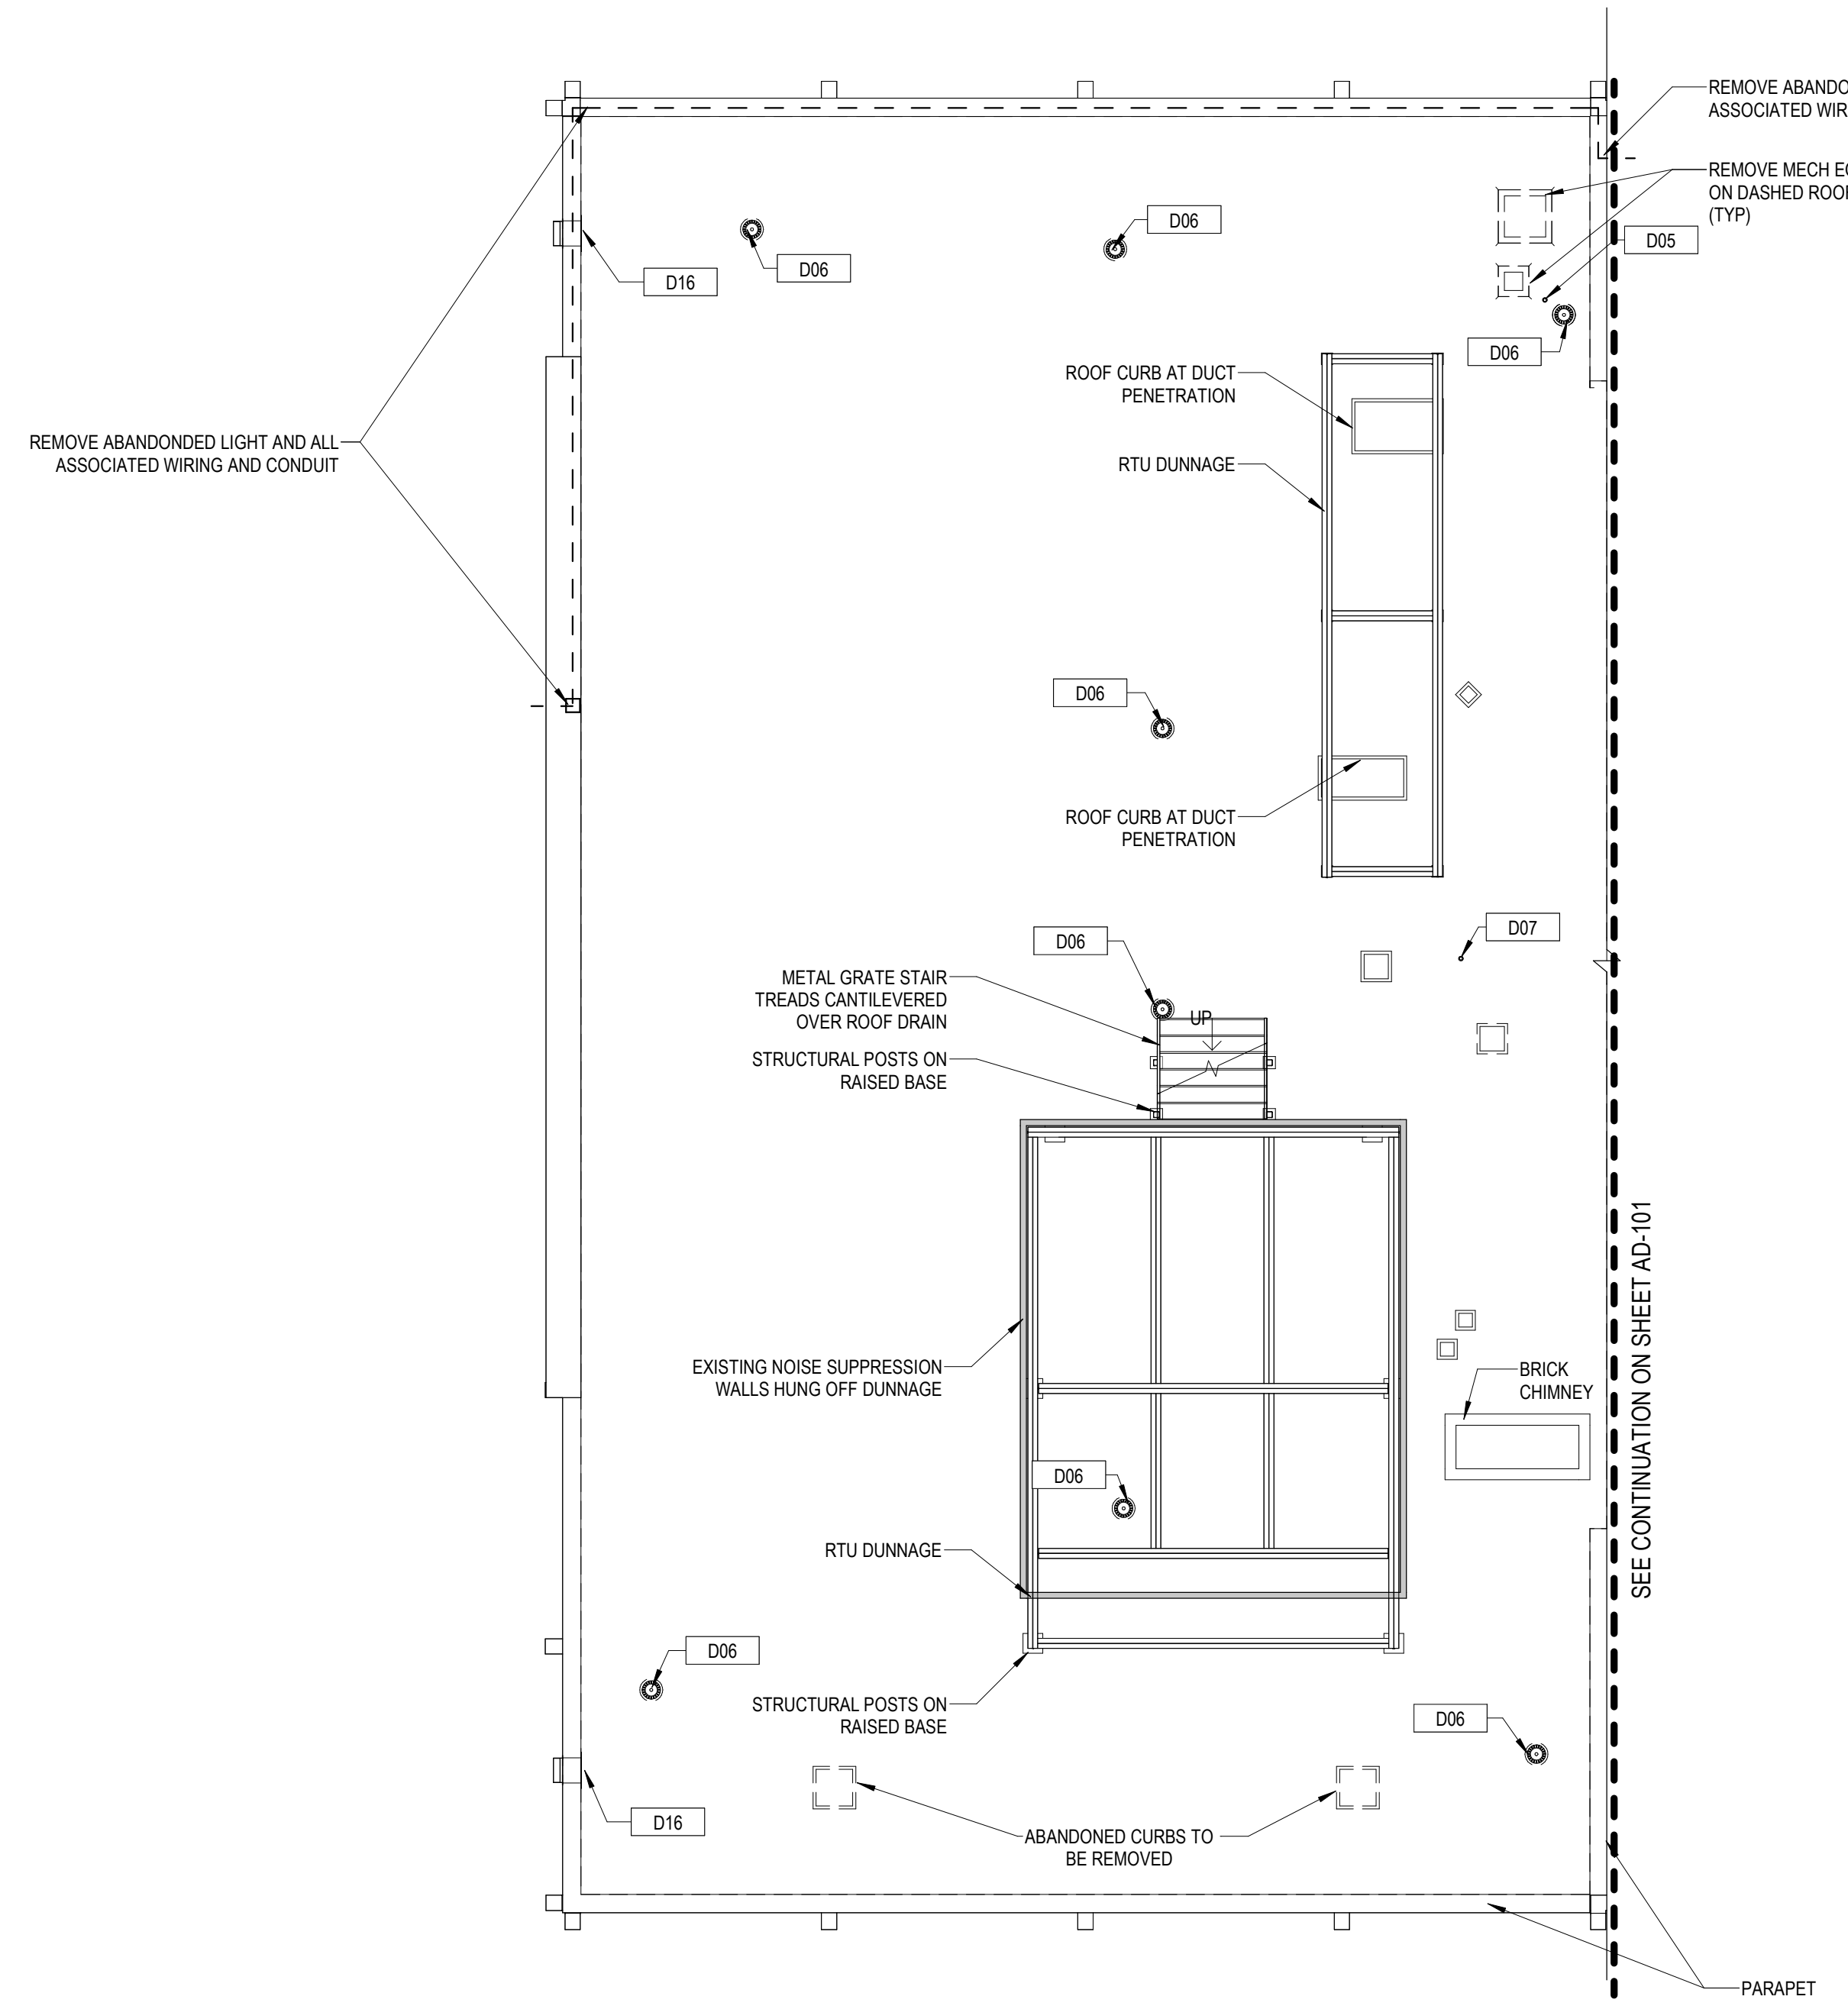 REMOVE ABANDO
ASSOCIATED WIR
REMOVE MECH E
ON DASHED ROO
(TYP)
D06
D06
D16
D05
D06
ROOF CURB AT DUCT
PENETRATION
RTU DUNNAGE
REMOVE ABANDONDED LIGHT AND ALL
ASSOCIATED WIRING AND CONDUIT
D06
ROOF CURB AT DUCT
PENETRATION
D07
D06
METAL GRATE STAIR
TREADS CANTILEVERED
OVER ROOF DRAIN
UP
STRUCTURAL POSTS ON
RAISED BASE
SEE CONTINUATION ON SHEET AD-101
EXISTING NOISE SUPPRESSION
WALLS HUNG OFF DUNNAGE
BRICK
CHIMNEY
D06
RTU DUNNAGE
D06
STRUCTURAL POSTS ON
RAISED BASE
D06
D16
ABANDONED CURBS TO
BE REMOVED
PARAPET